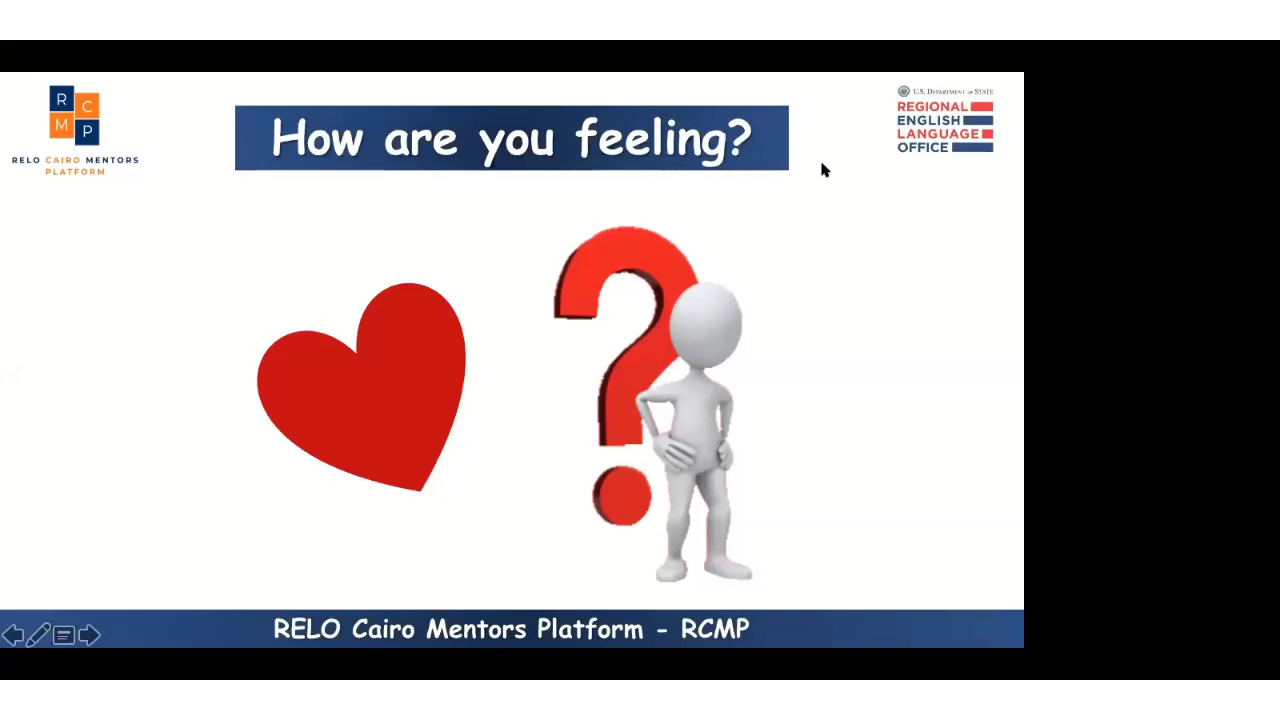 R C
M P
RELO CAIRO MENTORS
PLATFORM
How are you feeling?
U.S. DEPARTMENT of STATE
REGIONAL
ENGLISH
LANGUAGE
OFFICE
?
RELO Cairo Mentors Platform - RCMP